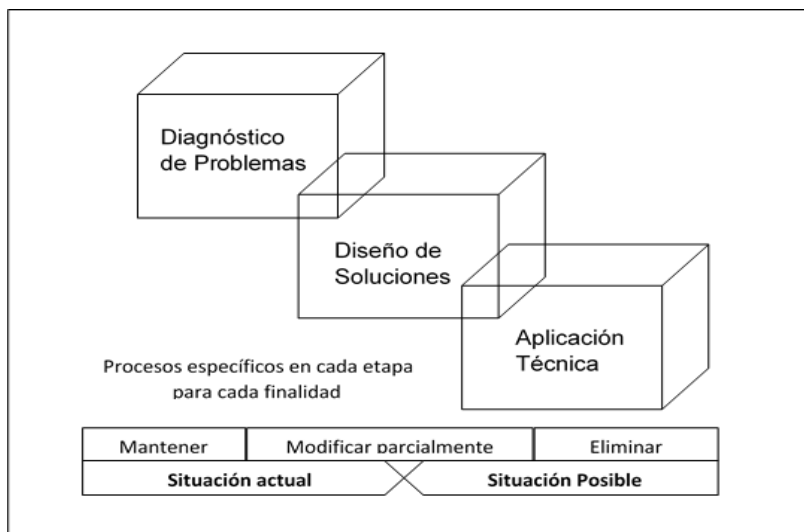 Diagnóstico
de Problemas
Diseño de
Soluciones
Aplicación
Técnica
Procesos específicos en cada etapa
para cada finalidad
Mantener Modificar parcialmente Eliminar
Situación actual Situación Posible